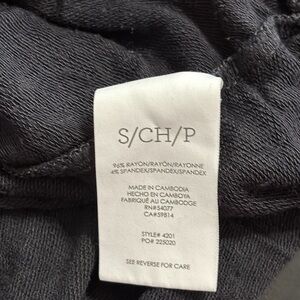 S/CH/P
96% RAYON/RAYÓN/RAYONNE
4% SPANDEX/SPANDEX/SPANDEX
MADE IN CAMBODIA
HECHO EN CAMBOYA
FABRIQUÉ AU CAMBODGE
RN#54077
CA#59814
STYLE# 4201
PO# 225020
SEE REVERSE FOR CARE